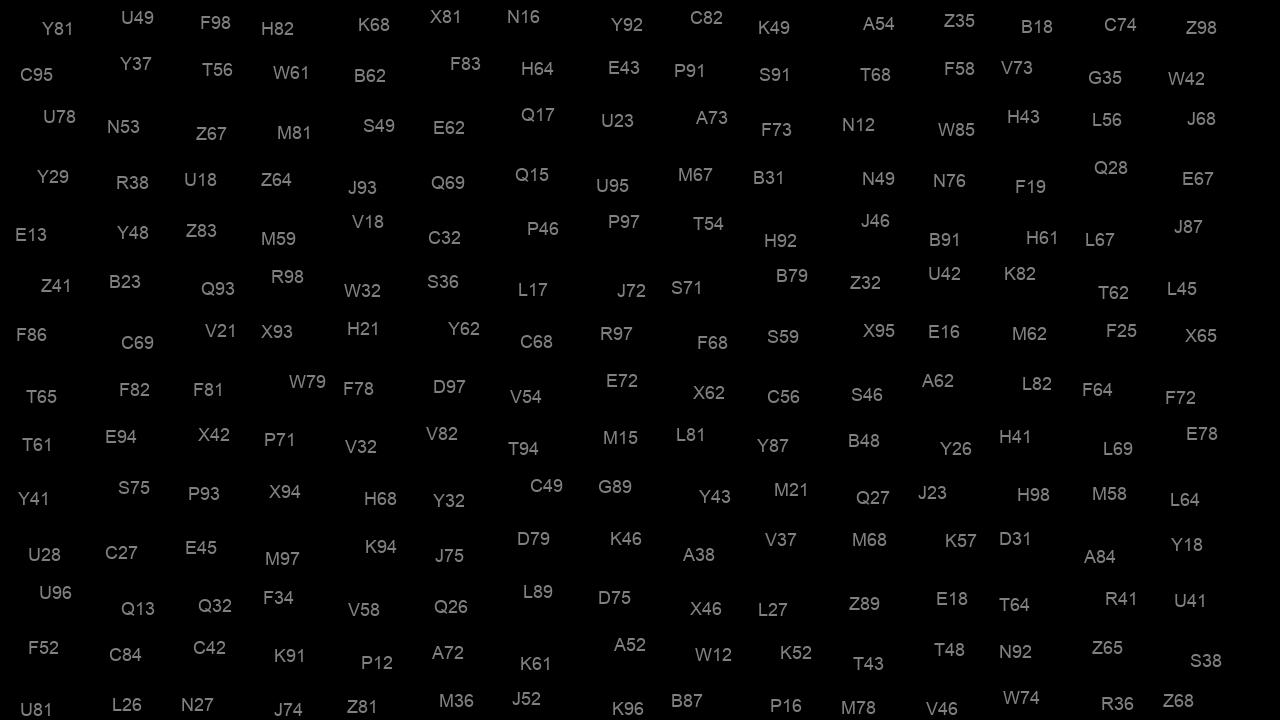 Y81 U49 F98 H82 K68 X81 N16 Y92 C82 K49 A54 Z35 B18 C74 Z98
C95 Y37 T56 W61 B62 F83 H64 E43 P91 S91 T68 F58 V73 G35 W42
U78 N53 Z67 M81 S49 E62 Q17 U23 A73 F73 N12 W85 H43 L56 J68
Y29 R38 U18 Z64 J93 Q69 Q15 U95 M67 B31 N49 N76 F19 Q28 E67
E13 Y48 Z83 M59 V18 C32 P46 P97 T54 H92 J46 B91 H61 L67 J87
Z41 B23 Q93 R98 W32 S36 L17 J72 S71 B79 Z32 U42 K82 T62 L45
F86 C69 V21 X93 H21 Y62 C68 R97 F68 S59 X95 E16 M62 F25 X65
T65 F82 F81 W79 F78 D97 V54 E72 X62 C56 S46 A62 L82 F64 F72
T61 E94 X42 P71 V32 V82 T94 M15 L81 Y87 B48 Y26 H41 L69 E78
Y41 S75 P93 X94 H68 Y32 C49 G89 Y43 M21 Q27 J23 H98 M58 L64
U28 C27 E45 M97 K94 J75 D79 K46 A38 V37 M68 K57 D31 A84 Y18
U96 Q13 Q32 F34 V58 Q26 L89 D75 X46 L27 Z89 E18 T64 R41 U41
F52 C84 C42 K91 P12 A72 K61 A52 W12 K52 T43 T48 N92 Z65 S38
U81 L26 N27 J74 Z81 M36 J52 K96 B87 P16 M78 V46 W74 R36 Z68